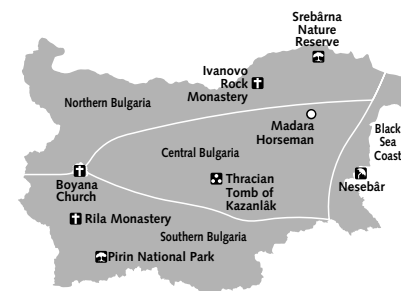 Srebârna
Nature
Reserve
Ivanovo
Rock
Monastery
Northern Bulgaria
Madara
Horseman
Black
Sea
Coast
Central Bulgaria
Boyana
Church
Thracian
Tomb of
Kazanlâk
Nesebâr
Rila Monastery
Southern Bulgaria
Pirin National Park